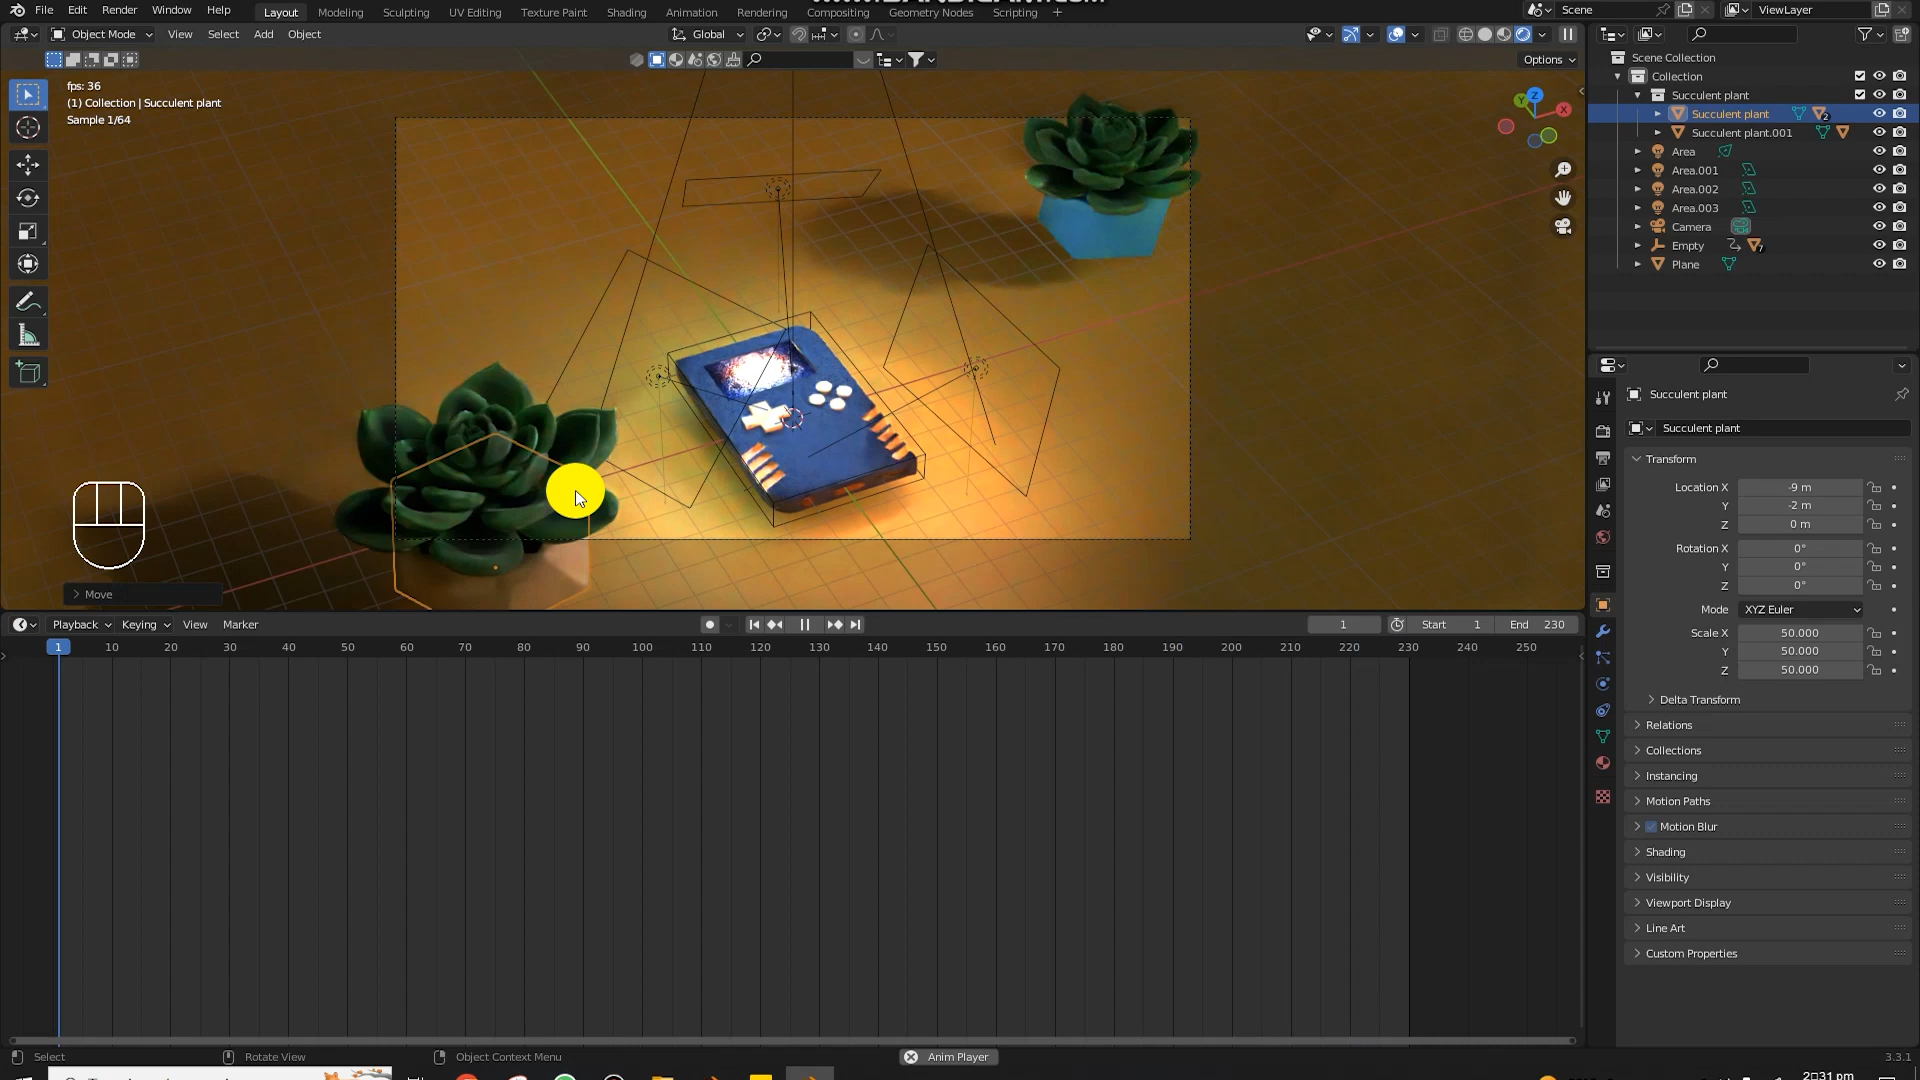 File Edit Render Window Help
Layout Modeling Sculpting UV Editing Texture Paint Shading Animation Rendering Compositing Geometry Nodes Scripting +
Scene
ViewLayer
Object Mode View Select Add Object
Global
Options
fps: 36
(1) Collection | Succulent plant
Sample 1/64
Z
Y
X
Move
Scene Collection
Collection
Succulent plant
Succulent plant 2
Succulent plant.001
Area
Area.001
Area.002
Area.003
Camera
Empty 7
Plane
Succulent plant
Succulent plant
Transform
Location X -9 m
Y -2 m
Z 0 m
Rotation X 0°
Y 0°
Z 0°
Mode XYZ Euler
Scale X 50.000
Y 50.000
Z 50.000
Delta Transform
Relations
Collections
Instancing
Motion Paths
Motion Blur
Shading
Visibility
Viewport Display
Line Art
Custom Properties
Playback Keying View Marker
1 Start 1 End 230
1 10 20 30 40 50 60 70 80 90 100 110 120 130 140 150 160 170 180 190 200 210 220 230 240 250
Select Rotate View Object Context Menu Anim Player 3.3.1